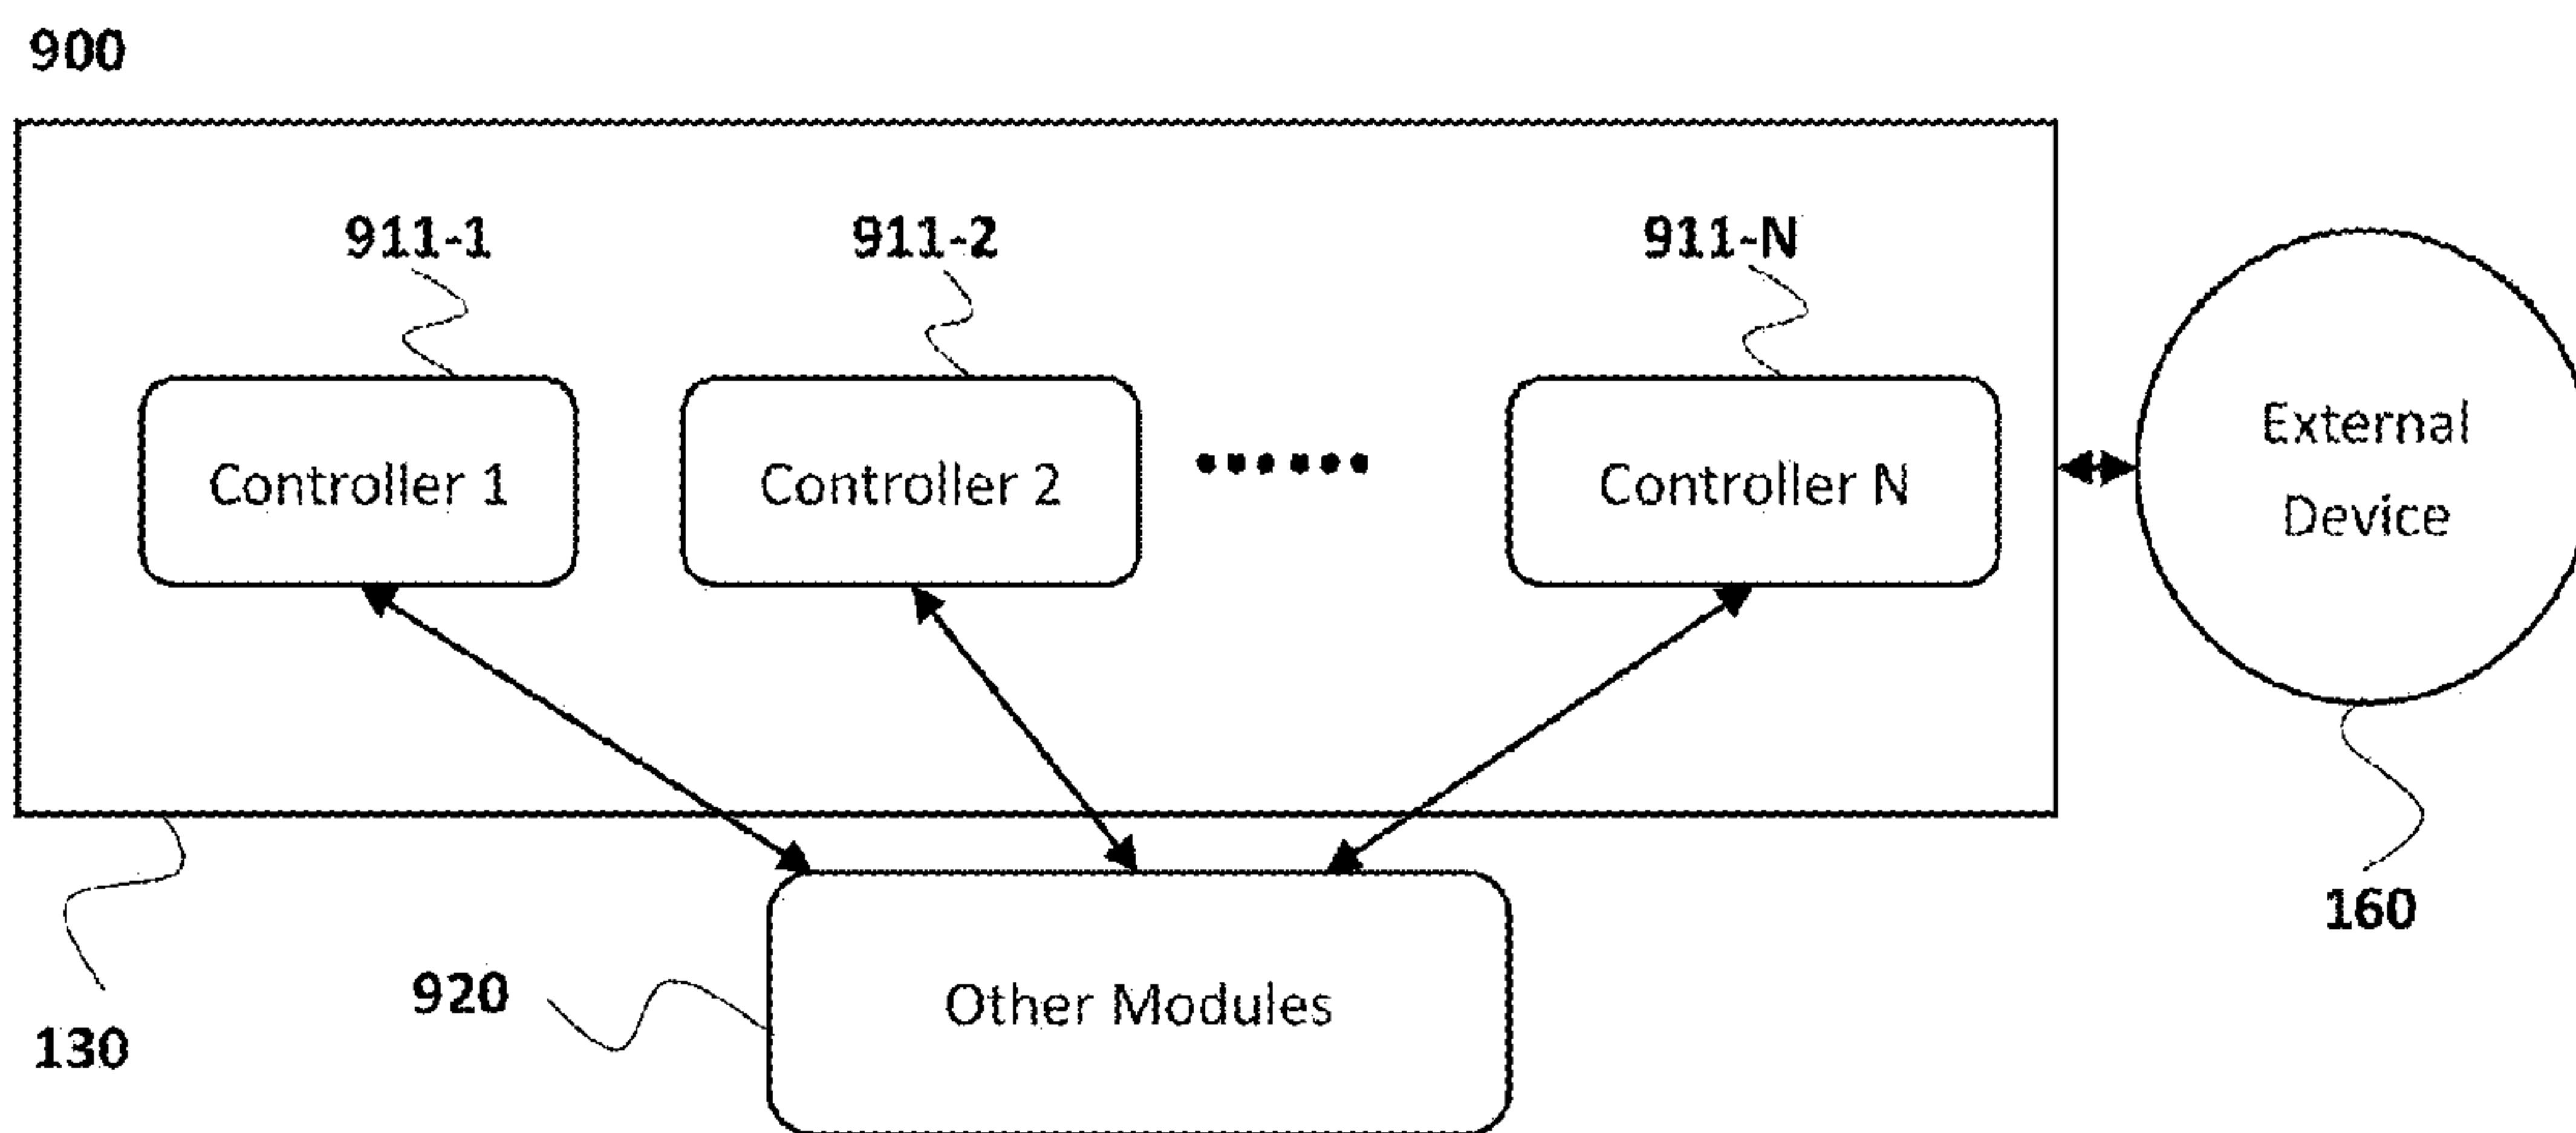 900
911-1
911-2
911-N
Controller 1
Controller 2
......
Controller N
External
Device
160
920
Other Modules
130